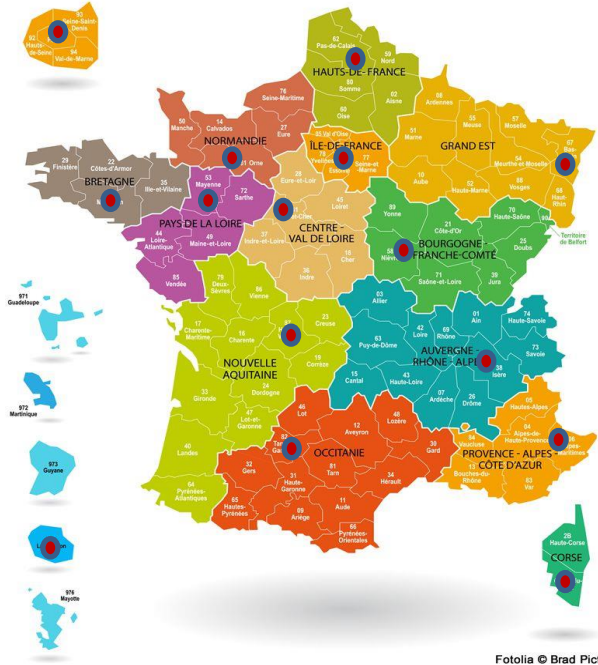 93
Seine-Saint-
Denis
92
Hauts-
de-Seine
94
Val-de-Marne
62
Pas-de-Calais
59
Nord
HAUTS-DE-FRANCE
80
Somme
02
Aisne
60
Oise
76
Seine-Maritime
50
Manche
14
Calvados
27
Eure
NORMANDIE
61 Orne
08
Ardennes
55
Meuse
57
Moselle
51
Marne
GRAND EST
67
Bas-
54
Meurthe-et-Moselle
10
Aube
52
Haute-Marne
88
Vosges
68
Haut-
Rhin
95 Val d'Oise
ÎLE-DE-FRANCE
78
Yvelines
77
Seine-et
Marne
29
Finistère
22
Côtes-d'Armor
BRETAGNE
35
Ille-et-Vilaine
53
Mayenne
72
Sarthe
PAYS DE LA LOIRE
44
Loire-
Atlantique
Maine-et-Loire
85
Vendée
28
Eure-et-Loir
45
Loiret
CENTRE -
VAL DE LOIRE
37
Indre-et-Loire
18
Cher
36
Indre
89
Yonne
21
Côte-d'Or
70
Haute-Saône
90
Territoire
de Belfort
25
Doubs
58
Nièvre
BOURGOGNE -
FRANCHE-COMTÉ
71
Saône-et-Loire
39
Jura
971
Guadeloupe
972
Martinique
973
Guyane
976
Mayotte
79
Deux-
Sèvres
86
Vienne
17
Charente-
Maritime
16
Charente
23
Creuse
19
Corrèze
NOUVELLE
AQUITAINE
24
Dordogne
33
Gironde
47
Lot-et
Garonne
40
Landes
64
Pyrénées-
Atlantiques
03
Allier
63
Puy-de-Dôme
42
Loire
69
Rhône
01
Ain
74
Haute-Savoie
73
Savoie
AUVERGNE -
RHÔNE - ALPE
38
Isère
15
Cantal
43
Haute-Loire
07
Ardèche
26
Drôme
46
Lot
12
Aveyron
48
Lozère
30
Gard
82
OCCITANIE
32
Gers
31
Haute-
Garonne
81
Tarn
34
Hérault
65
Hautes-
Pyrénées
09
Ariège
11
Aude
66
Pyrénées-
Orientales
05
Hautes-Alpes
04
Alpes-de
Haute-Provence
84
Vaucluse
PROVENCE - ALPES -
CÔTE D'AZUR
13
Bouches-du-
Rhône
83
Var
2B
Haute-Corse
CORSE
Fotolia © Brad Pict